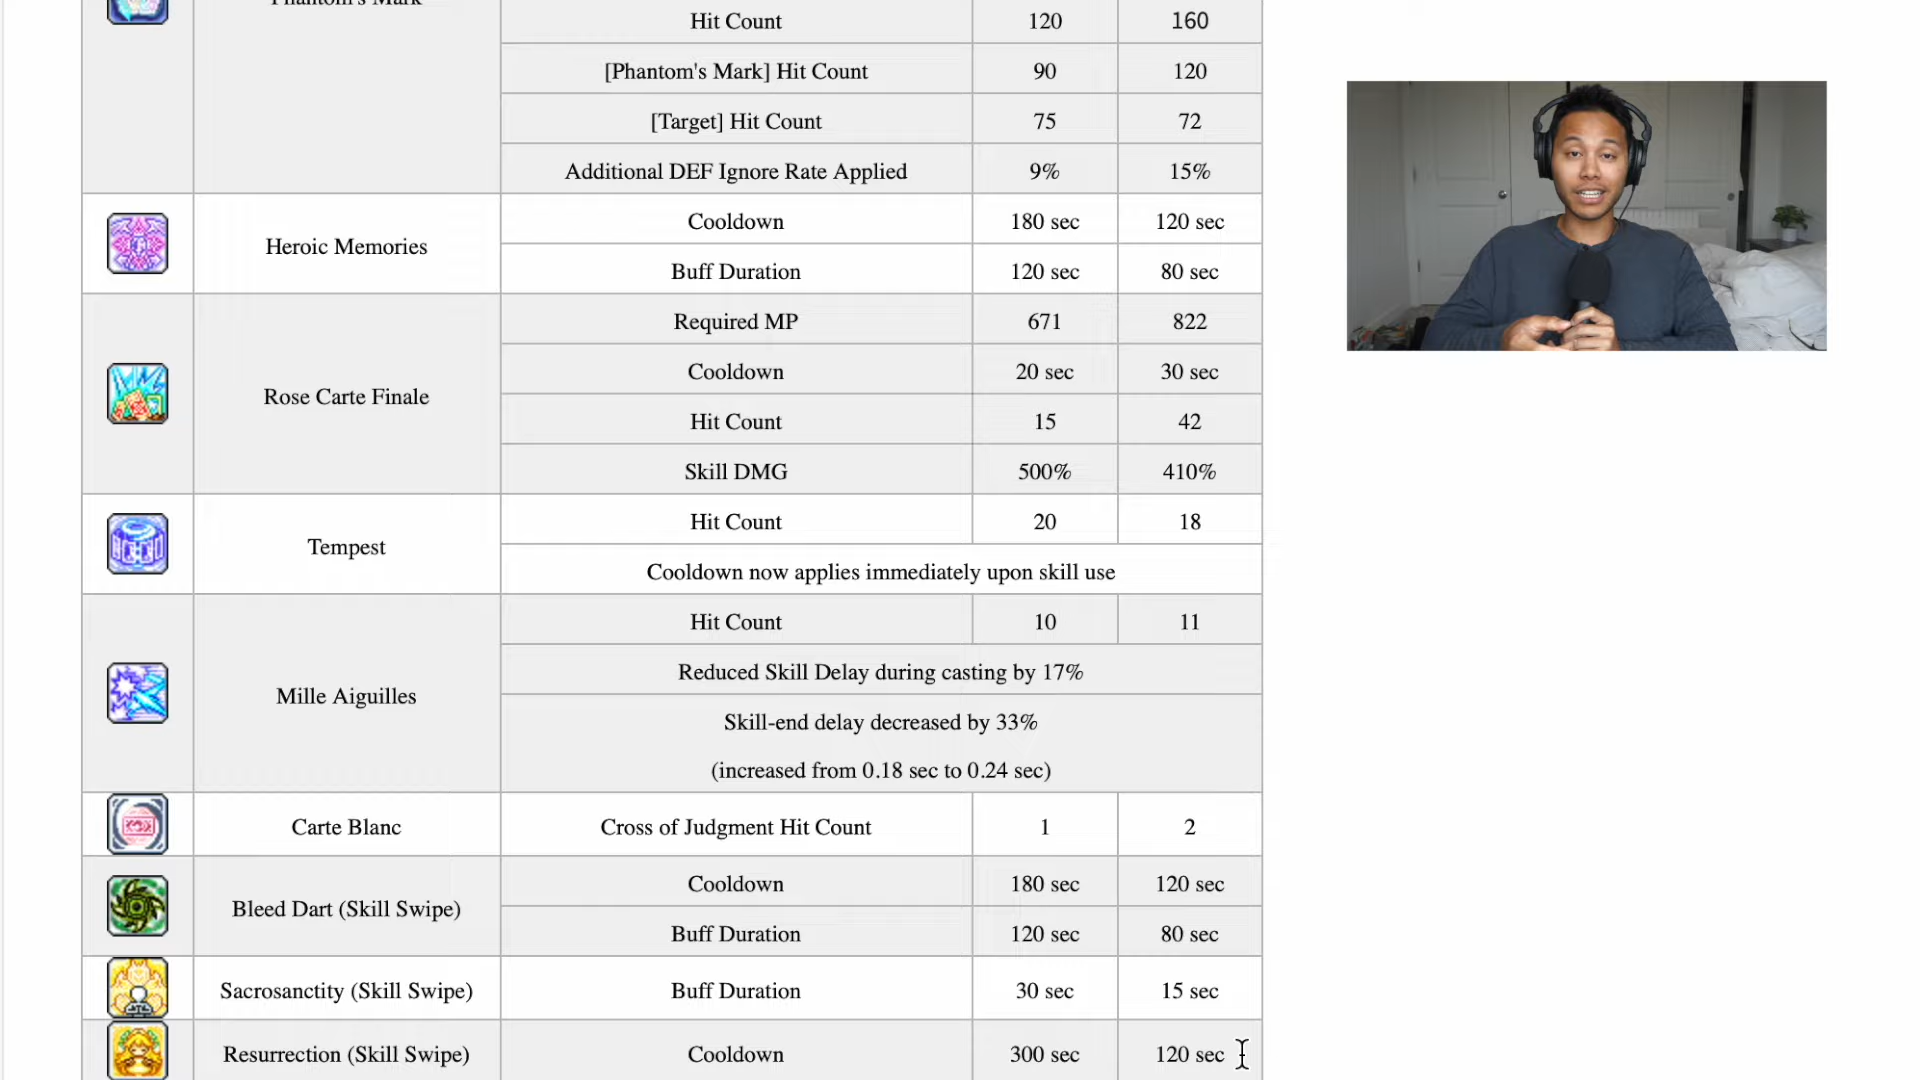 Phantom's Mark
Hit Count 120 160
[Phantom's Mark] Hit Count 90 120
[Target] Hit Count 75 72
Additional DEF Ignore Rate Applied 9% 15%
Heroic Memories
Cooldown 180 sec 120 sec
Buff Duration 120 sec 80 sec
Rose Carte Finale
Required MP 671 822
Cooldown 20 sec 30 sec
Hit Count 15 42
Skill DMG 500% 410%
Tempest
Hit Count 20 18
Cooldown now applies immediately upon skill use
Mille Aiguilles
Hit Count 10 11
Reduced Skill Delay during casting by 17%
Skill-end delay decreased by 33%
(increased from 0.18 sec to 0.24 sec)
Carte Blanc Cross of Judgment Hit Count 1 2
Bleed Dart (Skill Swipe)
Cooldown 180 sec 120 sec
Buff Duration 120 sec 80 sec
Sacrosanctity (Skill Swipe) Buff Duration 30 sec 15 sec
Resurrection (Skill Swipe) Cooldown 300 sec 120 sec